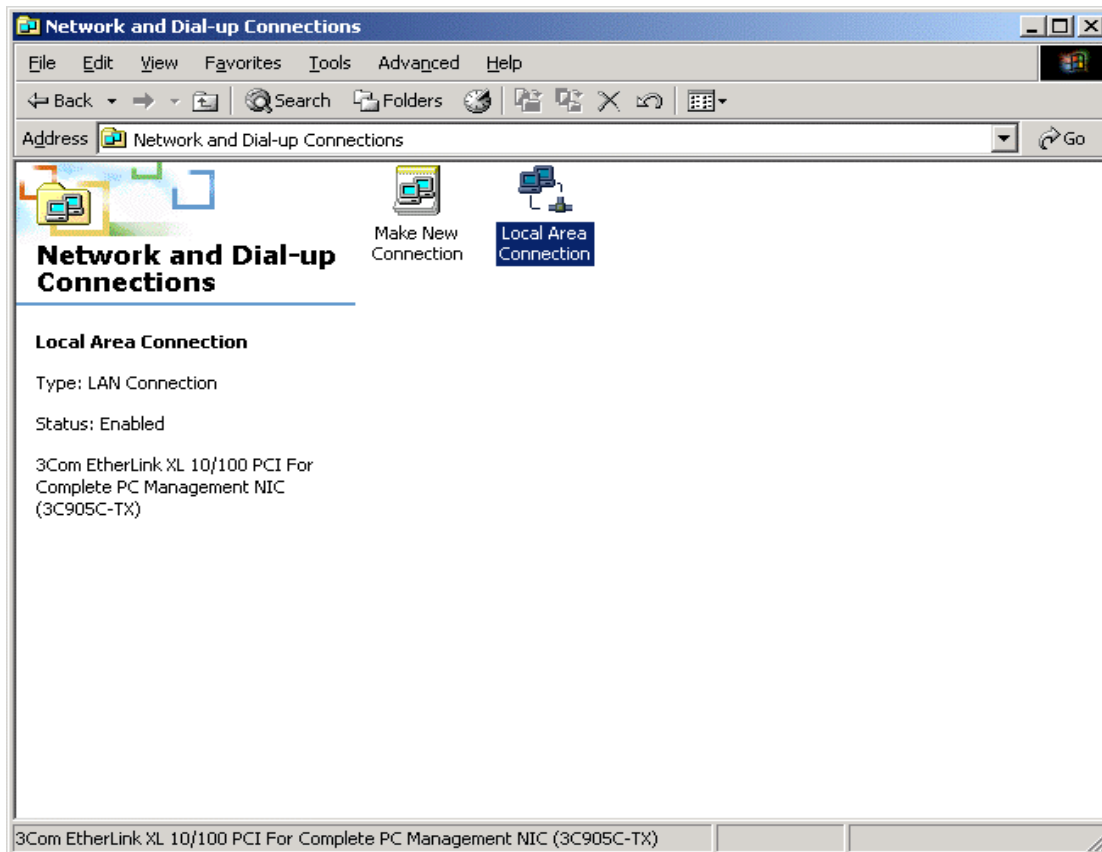 Network and Dial-up Connections
File Edit View Favorites Tools Advanced Help
Back Search Folders
Address Network and Dial-up Connections Go
Network and Dial-up
Connections
Make New
Connection
Local Area
Connection
Local Area Connection
Type: LAN Connection
Status: Enabled
3Com EtherLink XL 10/100 PCI For
Complete PC Management NIC
(3C905C-TX)
3Com EtherLink XL 10/100 PCI For Complete PC Management NIC (3C905C-TX)